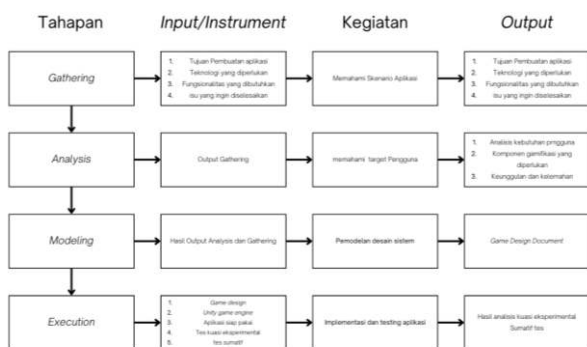 Tahapan
Input/Instrument
Kegiatan
Output
Gathering
1. Tujuan Pembuatan aplikasi
2. Teknologi yang diperlukan
3. Fungsionalitas yang dibutuhkan
4. isu yang ingin diselesaikan
Memahami Skenario Aplikasi
1. Tujuan Pembuatan aplikasi
2. Teknologi yang diperlukan
3. Fungsionalitas yang dibutuhkan
4. isu yang ingin diselesaikan
Analysis
Output Gathering
memahami target Pengguna
1. Analisis kebutuhan pngguna
2. Komponen gamifikasi yang
diperlukan
3. Keunggulan dan kelemahan
Modeling
Hasil Output Analysis dan Gathering
Pemodelan desain sistem
Game Design Document
Execution
1. Game design
2. Unity game engine
3. Aplikasi siap pakai
4. Tes kuasi eksperimental
5. tes sumatif
Implementasi dan testing aplikasi
Hasil analisis kuasi eksperimental
Sumatif tes